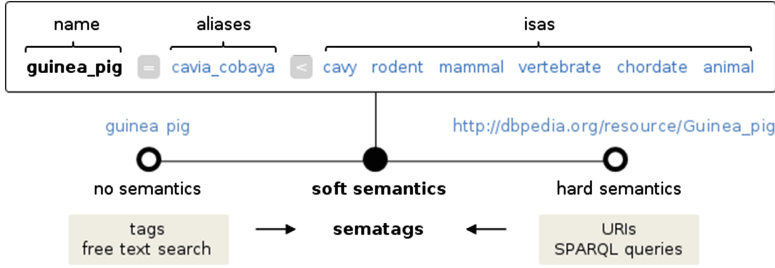 name aliases isas
guinea_pig = cavia_cobaya < cavy rodent mammal vertebrate chordate animal
guinea pig http://dbpedia.org/resource/Guinea_pig
no semantics soft semantics hard semantics
tags sematags URIs
free text search SPARQL queries